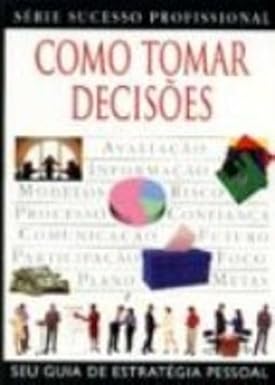 SÉRIE SUCESSO PROFISSIONAL
COMO TOMAR
DECISÕES
AVALIAÇÃO
INFORMAÇÃO
MODELOS RISCO
PROCESSO CONFIANÇA
COMUNICAÇÃO FUTURO
PARTICIPAÇÃO FOCO
PLANO METAS
SEU GUIA DE ESTRATÉGIA PESSOAL